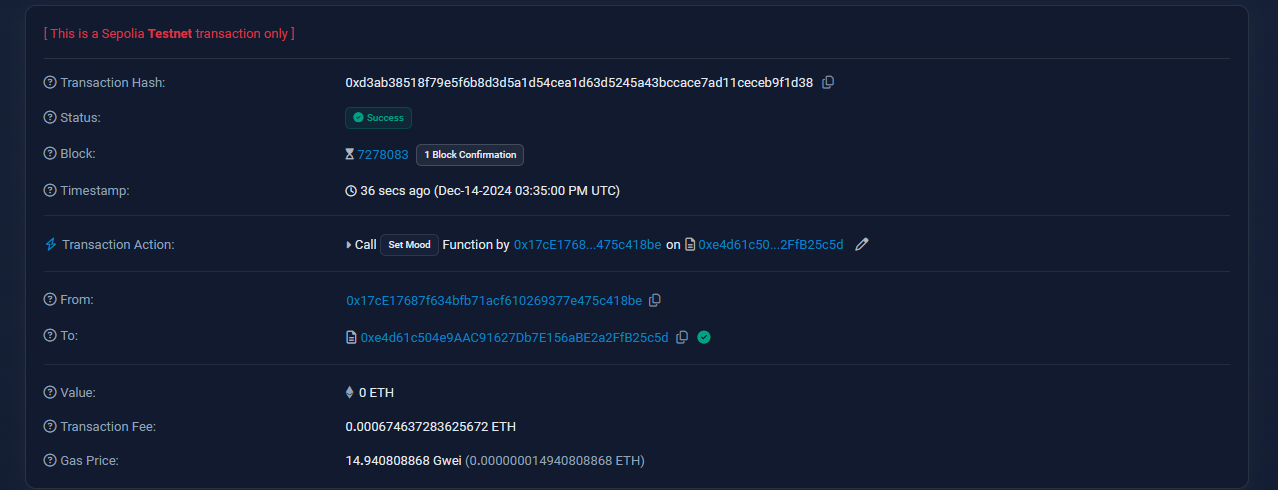 [ This is a Sepolia Testnet transaction only ]
Transaction Hash: 0xd3ab38518f79e5f6b8d3d5a1d54cea1d63d5245a43bccace7ad11ceceb9f1d38
Status: Success
Block: 7278083 1 Block Confirmation
Timestamp: 36 secs ago (Dec-14-2024 03:35:00 PM UTC)
Transaction Action: Call Set Mood Function by 0x17cE1768...475c418be on 0xe4d61c50...2FfB25c5d
From: 0x17cE17687f634bfb71acf610269377e475c418be
To: 0xe4d61c504e9AAC91627Db7E156aBE2a2FfB25c5d
Value: 0 ETH
Transaction Fee: 0.000674637283625672 ETH
Gas Price: 14.940808868 Gwei (0.000000014940808868 ETH)